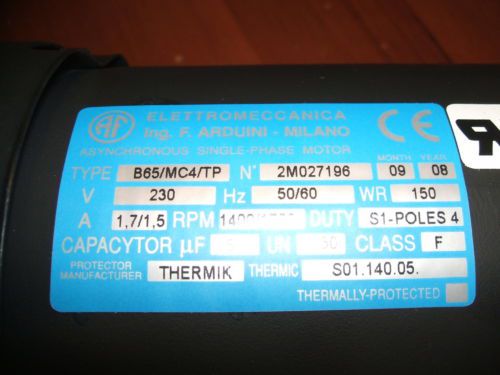 AF ELETTROMECCANICA
Ing. F. ARDUINI - MILANO
ASYNCHRONOUS SINGLE-PHASE MOTOR
MONTH YEAR
TYPE B65/MC4/TP N° 2M027196 09 08
V 230 Hz 50/60 WR 150
A 1,7/1,5 RPM DUTY S1-POLES 4
CAPACYTOR µF UN CLASS F
PROTECTOR MANUFACTURER THERMIK THERMIC S01.140.05.
THERMALLY-PROTECTED
CE